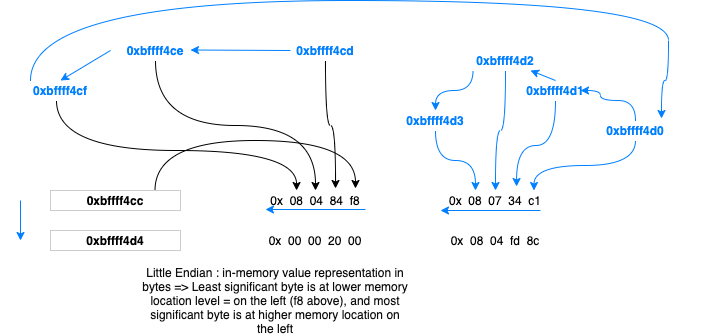 0xbffff4ce
0xbffff4cd
0xbffff4d2
0xbffff4cf
0xbffff4d1
0xbffff4d3
0xbffff4d0
0xbffff4cc
0x 08 04 84 f8
0x 08 07 34 c1
0xbffff4d4
0x 00 00 20 00
0x 08 04 fd 8c
Little Endian : in-memory value representation in
bytes => Least significant byte is at lower memory
location level = on the left (f8 above), and most
significant byte is at higher memory location on
the left